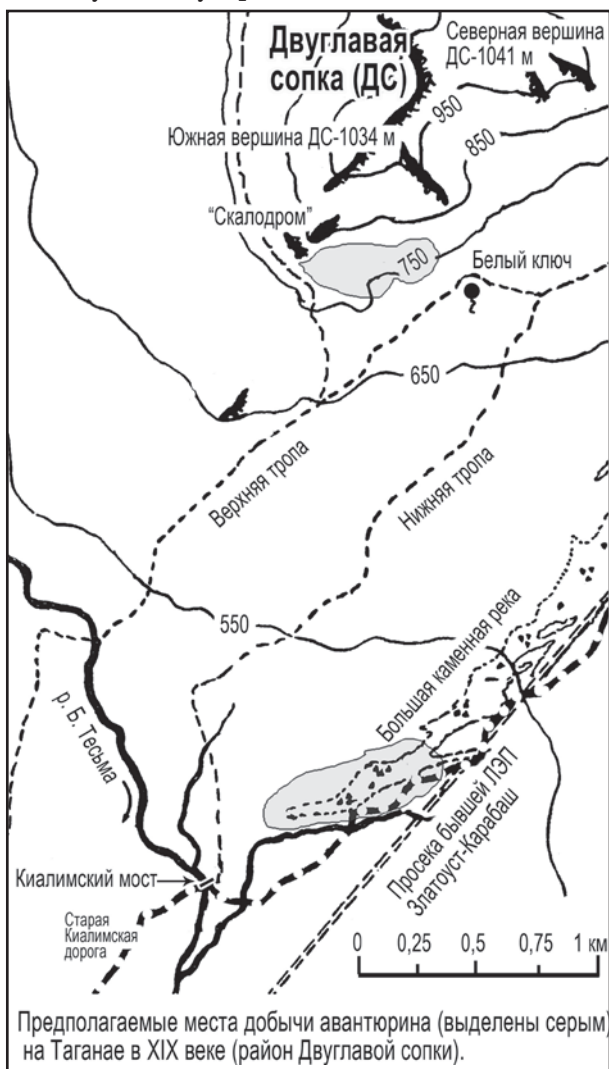 Двуглавая
сопка (ДС)
Северная вершина
ДС-1041 м
950
Южная вершина ДС-1034 м
850
"Скалодром"
750
Белый ключ
650
Верхняя тропа
Нижняя тропа
550
Большая каменная река
р. Б. Тесьма
Просека бывшей ЛЭП
Златоуст-Карабаш
Киалимский мост
Старая
Киалимская
дорога
0 0,25 0,5 0,75 1 км
Предполагаемые места добычи авантюрина (выделены серым)
на Таганае в XIX веке (район Двуглавой сопки).